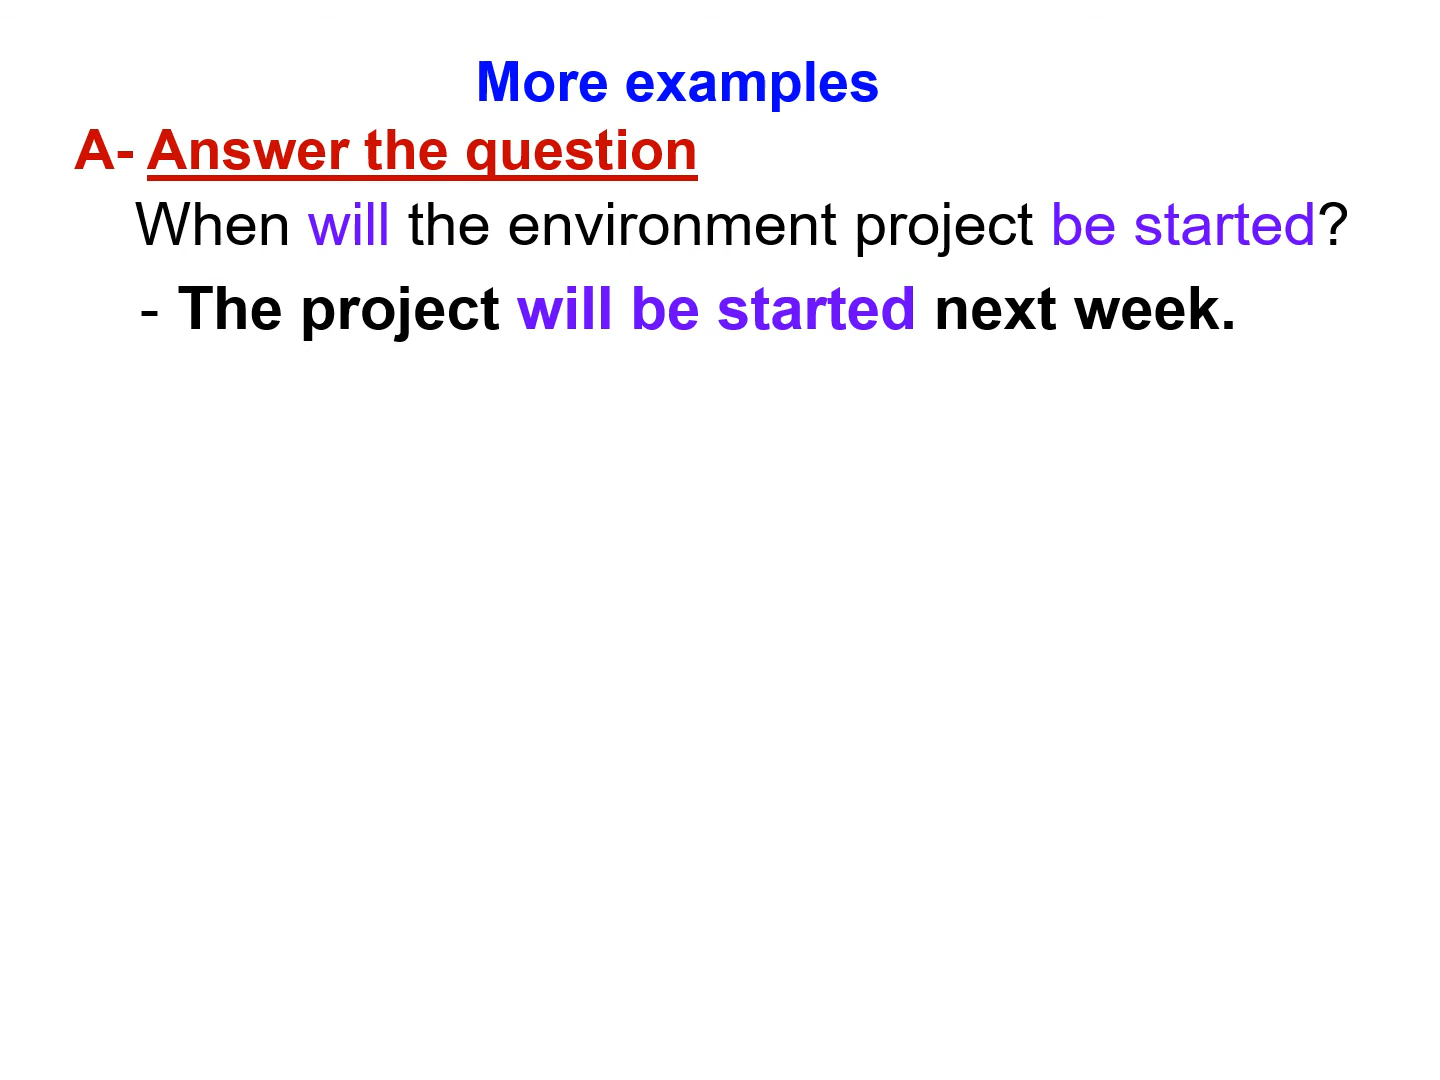 More examples
A- Answer the question
When will the environment project be started?
- The project will be started next week.